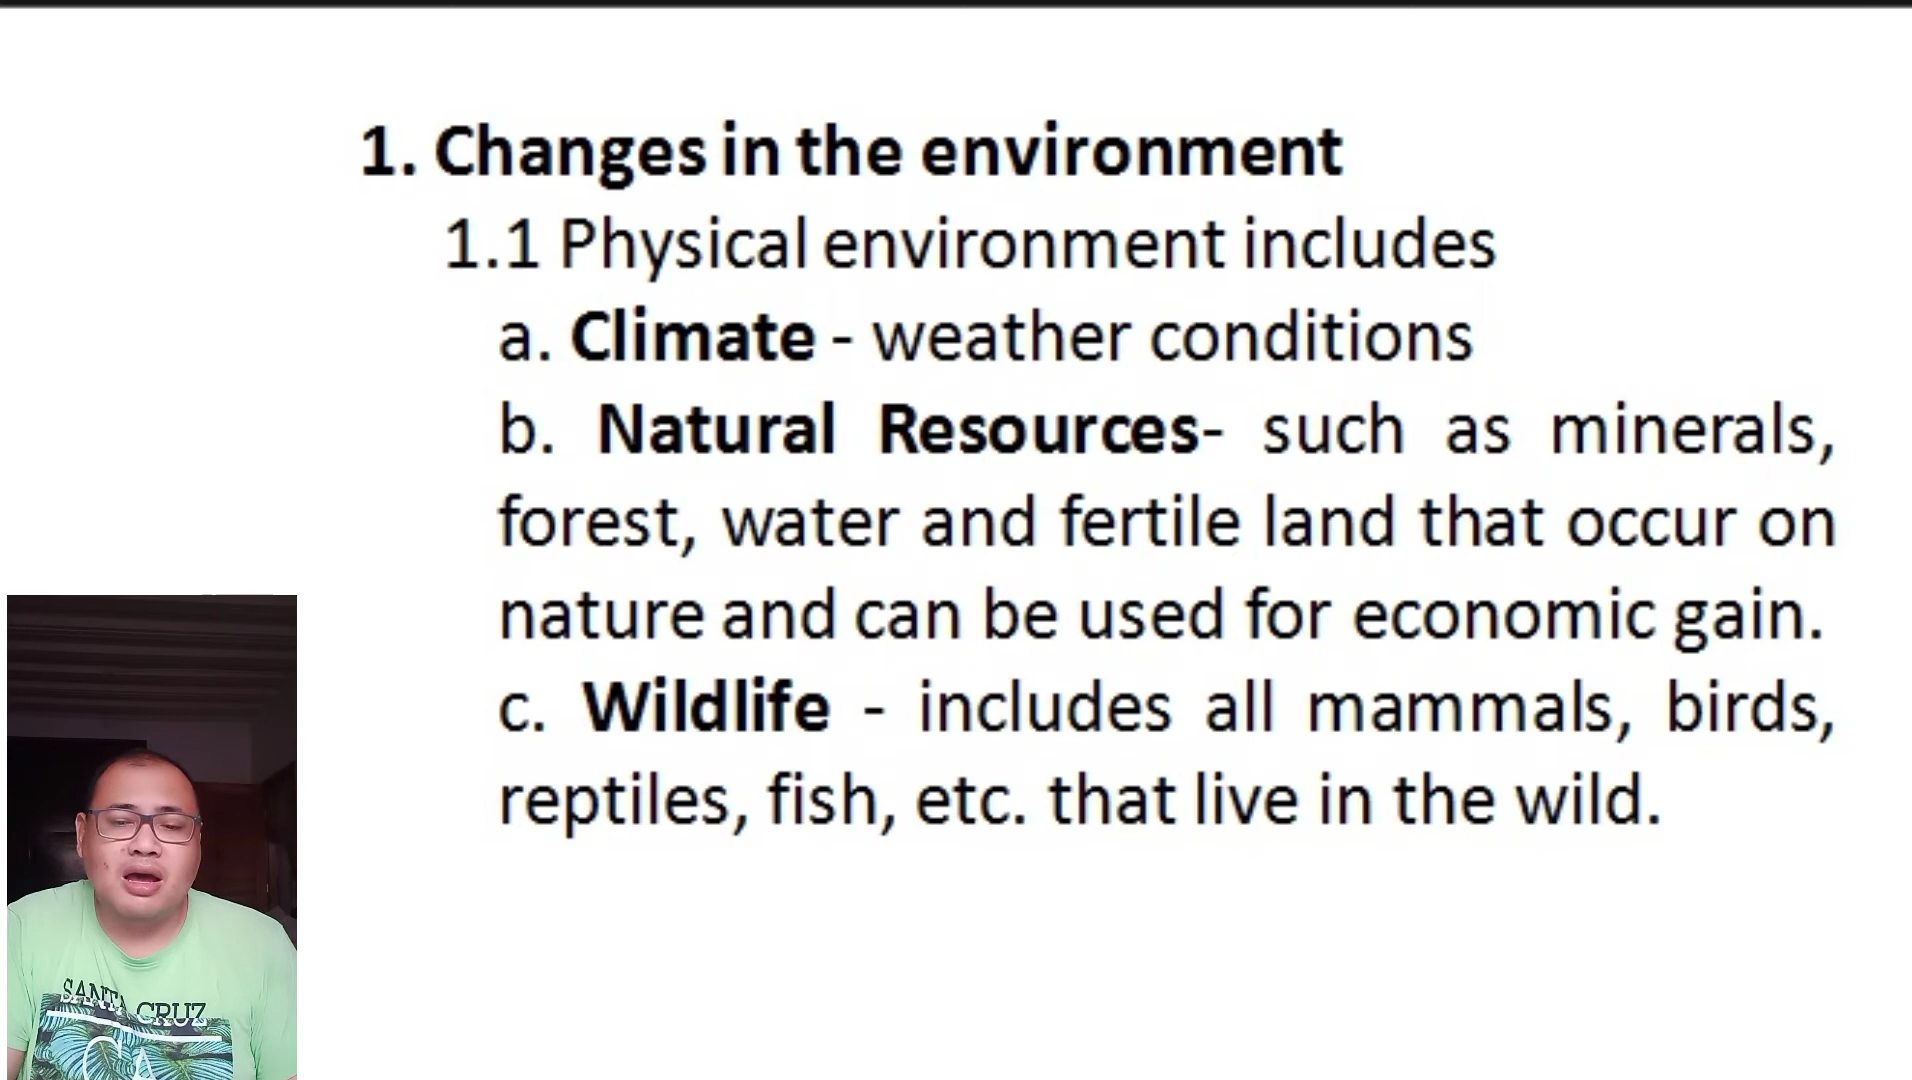 1. Changes in the environment
1.1 Physical environment includes
a. Climate - weather conditions
b. Natural Resources- such as minerals,
forest, water and fertile land that occur on
nature and can be used for economic gain.
c. Wildlife - includes all mammals, birds,
reptiles, fish, etc. that live in the wild.
SANTA CRUZ
CA